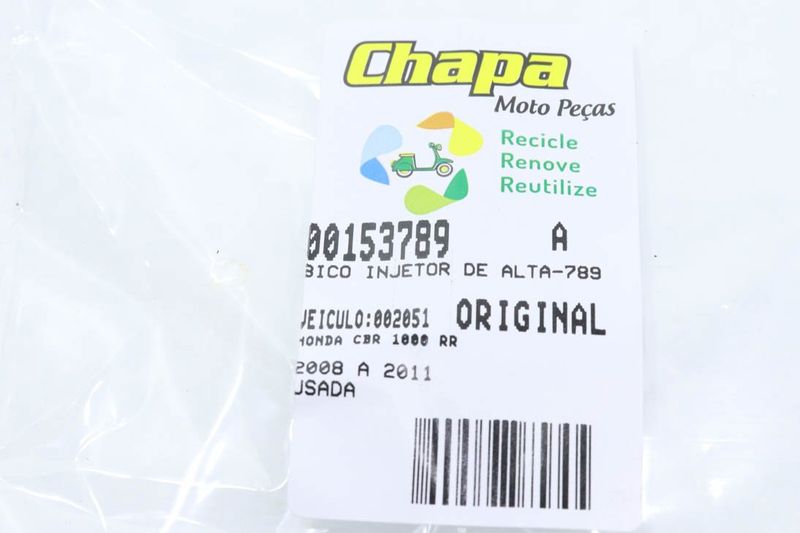 Chapa
Moto Peças
Recicle
Renove
Reutilize
00153789 A
BICO INJETOR DE ALTA-789
VEICULO:002051 ORIGINAL
HONDA CBR 1000 RR
2008 A 2011
USADA